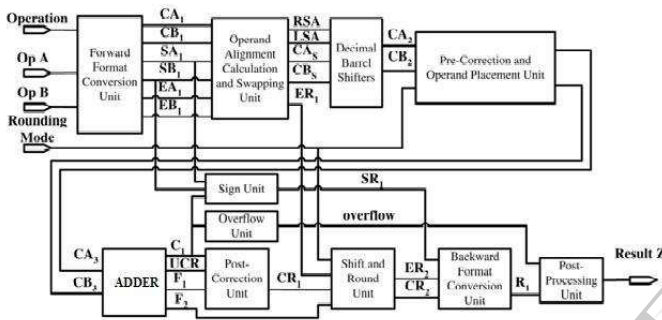 Operation
Op A
Op B
Rounding
Mode
Forward
Format
Conversion
Unit
CA1
CB1
SA1
SB1
EA1
EB1
Operand
Alignment
Calculation
and Swapping
Unit
RSA
LSA
CAS
CBS
ER1
Decimal
Barrel
Shifters
CA2
CB2
Pre-Correction and
Operand Placement Unit
Sign Unit
SR1
Overflow
Unit
overflow
CA3
CB3
ADDER
C1
UCR
F1
F2
Post-
Correction
Unit
CR1
Shift and
Round Unit
ER2
CR2
Backward
Format
Conversion
Unit
R1
Post-
Processing
Unit
Result Z